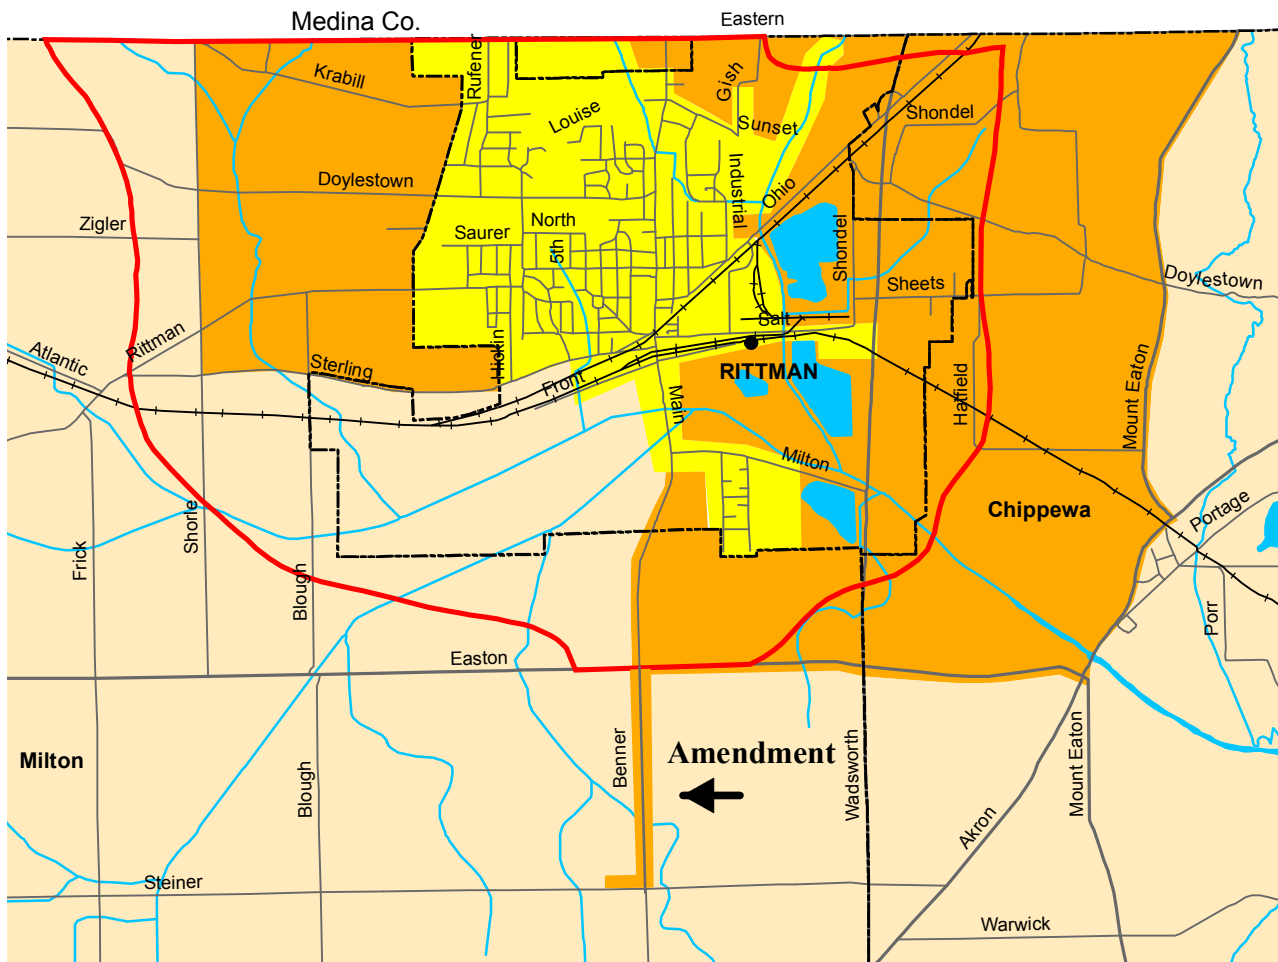 Medina Co.
Eastern
Krabill
Rufener
Gish
Louise
Sunset
Shondel
Doylestown
Industrial
Ohio
Zigler
North
Saurer
5th
Shondel
Sheets
Doylestown
Salt
Rittman
Atlantic
Sterling
Hickin
Front
RITTMAN
Main
Hatfield
Mount Eaton
Milton
Shorle
Chippewa
Portage
Frick
Blough
Porr
Easton
Milton
Benner
Amendment
Wadsworth
Mount Eaton
Blough
Akron
Steiner
Warwick